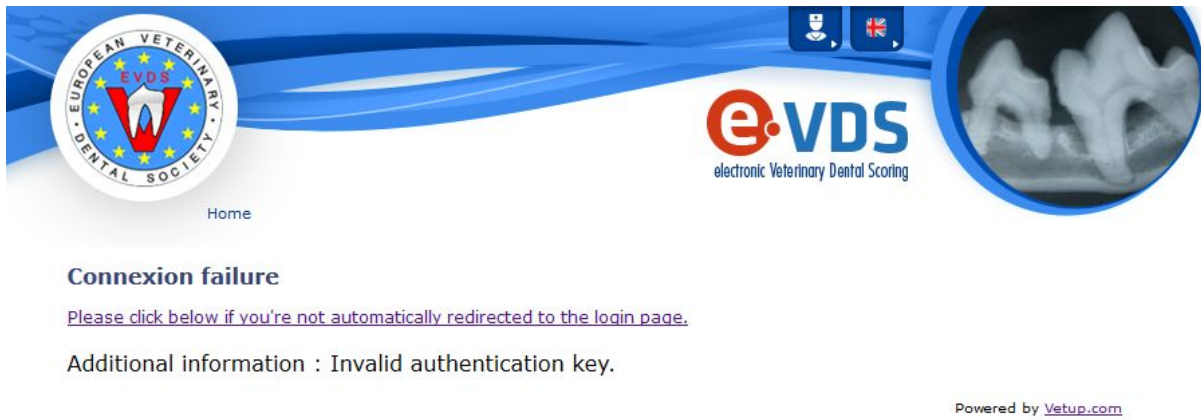 EUROPEAN VETERINARY
DENTAL SOCIETY
EVDS
e.VDS
electronic Veterinary Dental Scoring
Home
Connexion failure
Please click below if you're not automatically redirected to the login page.
Additional information : Invalid authentication key.
Powered by Vetup.com